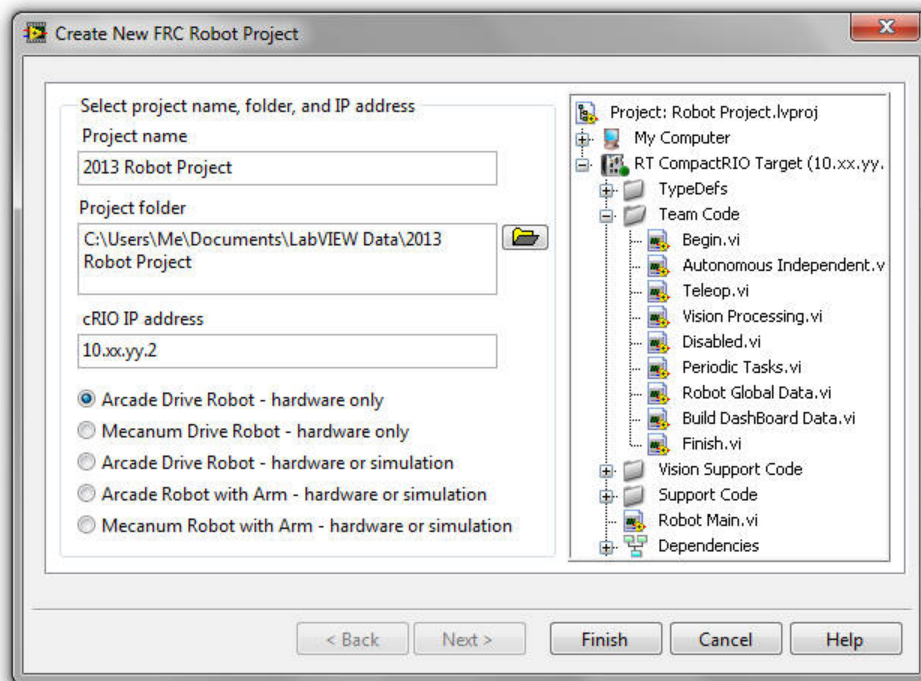 Create New FRC Robot Project
Select project name, folder, and IP address
Project name
2013 Robot Project
Project folder
C:\Users\Me\Documents\LabVIEW Data\2013
Robot Project
cRIO IP address
10.xx.yy.2
Arcade Drive Robot - hardware only
Mecanum Drive Robot - hardware only
Arcade Drive Robot - hardware or simulation
Arcade Robot with Arm - hardware or simulation
Mecanum Robot with Arm - hardware or simulation
Project: Robot Project.lvproj
My Computer
RT CompactRIO Target (10.xx.yy.
TypeDefs
Team Code
Begin.vi
Autonomous Independent.v
Teleop.vi
Vision Processing.vi
Disabled.vi
Periodic Tasks.vi
Robot Global Data.vi
Build DashBoard Data.vi
Finish.vi
Vision Support Code
Support Code
Robot Main.vi
Dependencies
< Back
Next >
Finish
Cancel
Help